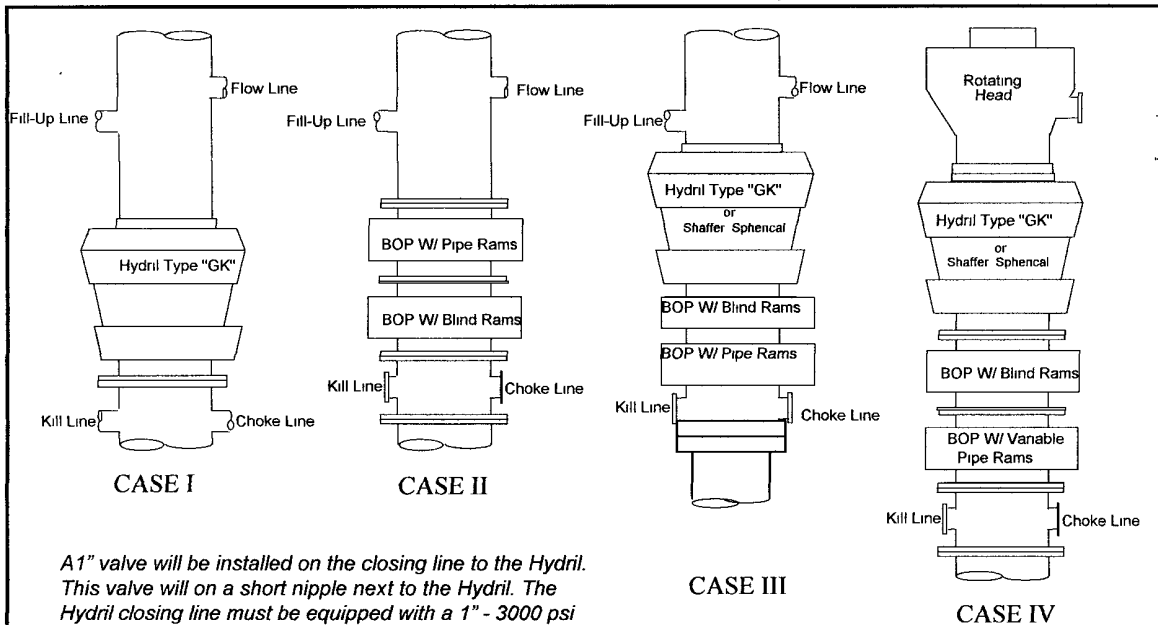 Flow Line
Fill-Up Line
Hydril Type "GK"
Kill Line
Choke Line
CASE I
Flow Line
Fill-Up Line
BOP W/ Pipe Rams
BOP W/ Blind Rams
Kill Line
Choke Line
CASE II
Flow Line
Fill-Up Line
Hydril Type "GK"
or
Shaffer Spherical
BOP W/ Blind Rams
BOP W/ Pipe Rams
Kill Line
Choke Line
CASE III
Rotating
Head
Hydril Type "GK"
or
Shaffer Spherical
BOP W/ Blind Rams
BOP W/ Variable
Pipe Rams
Kill Line
Choke Line
CASE IV
A1" valve will be installed on the closing line to the Hydril.
This valve will on a short nipple next to the Hydril. The
Hydril closing line must be equipped with a 1" - 3000 psi